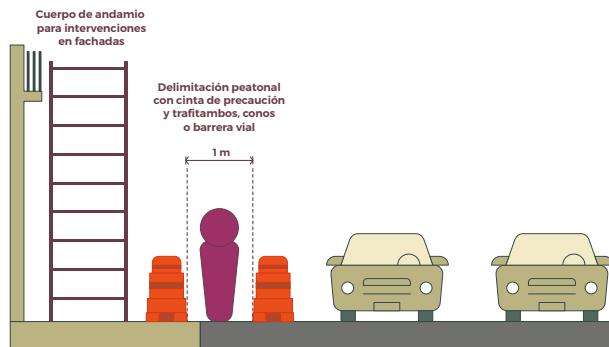 Cuerpo de andamio
para intervenciones
en fachadas
Delimitación peatonal
con cinta de precaución
y trafitambos, conos
o barrera vial
1 m